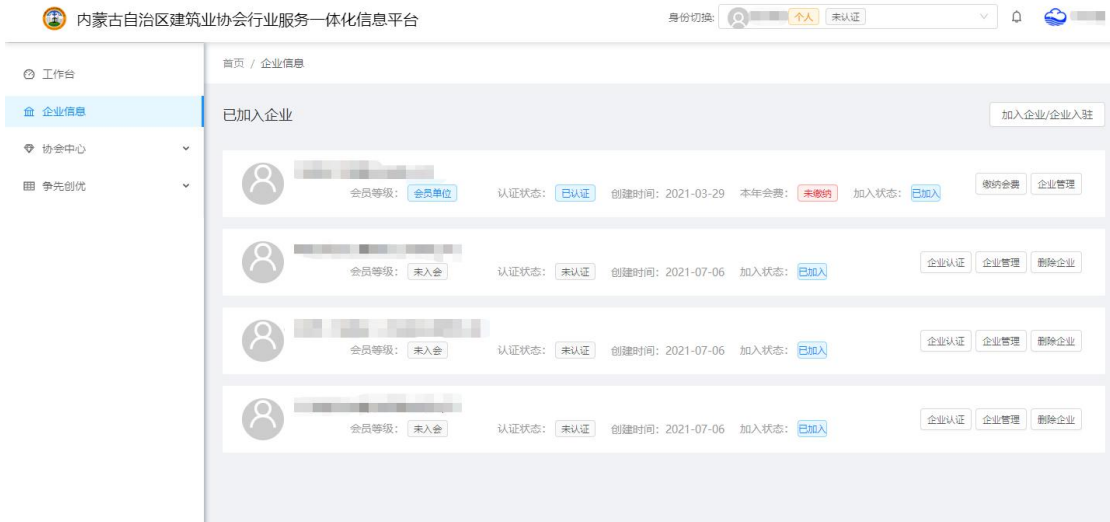 内蒙古自治区建筑业协会行业服务一体化信息平台
身份切换: 个人 未认证
工作台
首页 / 企业信息
企业信息
已加入企业
加入企业/企业入驻
协会中心
争先创优
会员等级: 会员单位 认证状态: 已认证 创建时间: 2021-03-29 本年会费: 未缴纳 加入状态: 已加入 缴纳会费 企业管理
会员等级: 未入会 认证状态: 未认证 创建时间: 2021-07-06 加入状态: 已加入 企业认证 企业管理 删除企业
会员等级: 未入会 认证状态: 未认证 创建时间: 2021-07-06 加入状态: 已加入 企业认证 企业管理 删除企业
会员等级: 未入会 认证状态: 未认证 创建时间: 2021-07-06 加入状态: 已加入 企业认证 企业管理 删除企业